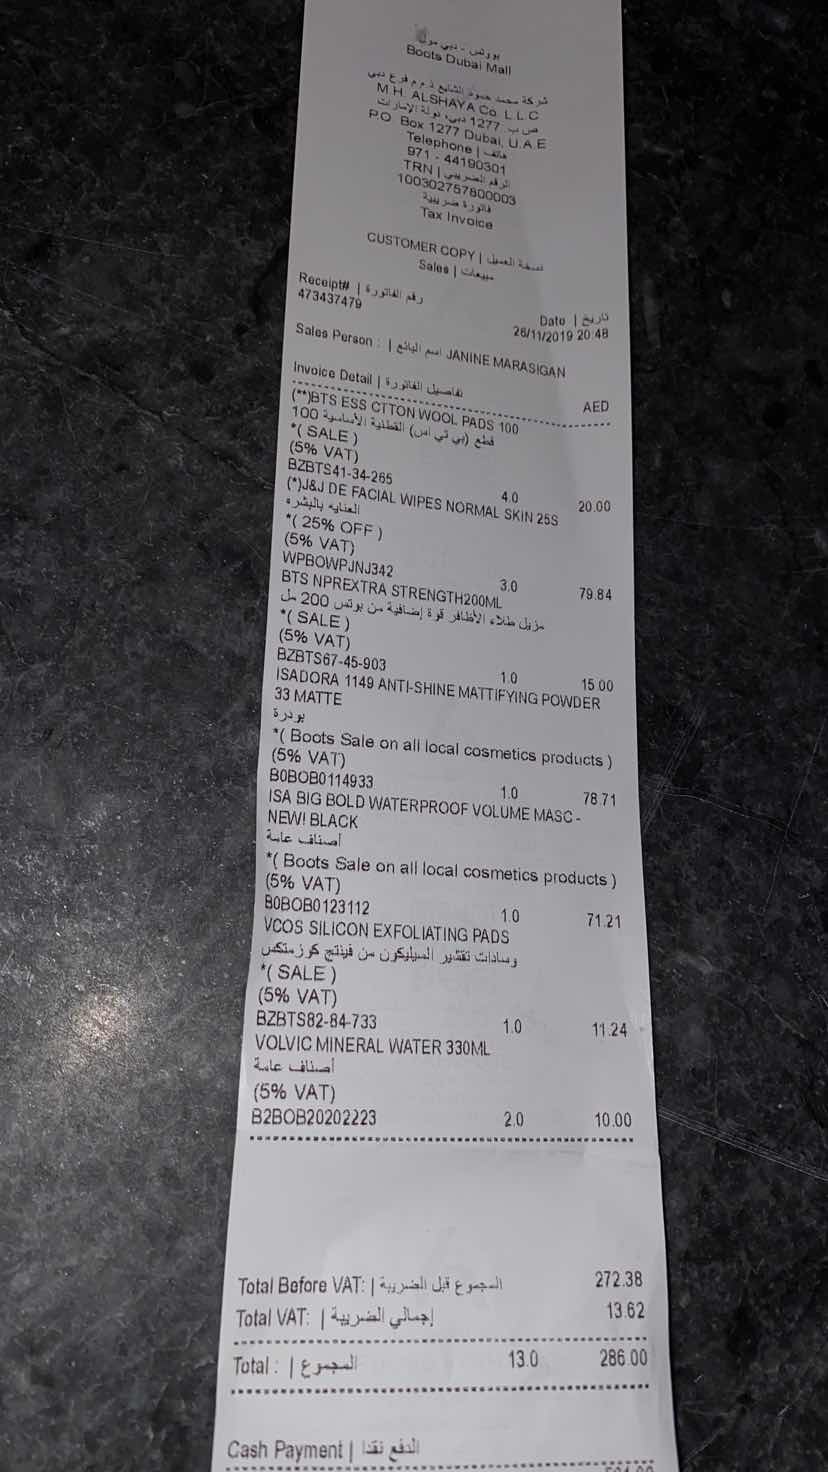 بووتس - دبي مول
Boots Dubai Mall
شركة محمد حمود الشايع ذ م م فرع دبي
M.H. ALSHAYA Co. L.L.C
ص ب. 1277 دبي، دولة الإمارات
P.O. Box 1277 Dubai, U.A.E
Telephone | هاتف
971 - 44190301
TRN | الرقم الضريبي
100302757800003
فاتورة ضريبية
Tax Invoice
CUSTOMER COPY | نسخة العميل
Sales | مبيعات
Receipt# | رقم الفاتورة
Date | تاريخ
473437479
26/11/2019 20:48
Sales Person : | اسم البائع JANINE MARASIGAN
Invoice Detail | تفاصيل الفاتورة
AED
(**)BTS ESS CTTON WOOL PADS 100
قطع (بي تي اس) القطنية الأساسية 100
*( SALE )
(5% VAT)
BZBTS41-34-265 4.0 20.00
(*)J&J DE FACIAL WIPES NORMAL SKIN 25S
العنايه بالبشره
*( 25% OFF )
(5% VAT)
WPBOWPJNJ342 3.0 79.84
BTS NPREXTRA STRENGTH200ML
مزيل طلاء الأظافر قوة إضافية من بوتس 200 مل
*( SALE )
(5% VAT)
BZBTS67-45-903 1.0 15.00
ISADORA 1149 ANTI-SHINE MATTIFYING POWDER
33 MATTE
بودرة
*( Boots Sale on all local cosmetics products )
(5% VAT)
B0BOB0114933 1.0 78.71
ISA BIG BOLD WATERPROOF VOLUME MASC -
NEW! BLACK
أصناف عامة
*( Boots Sale on all local cosmetics products )
(5% VAT)
B0BOB0123112 1.0 71.21
VCOS SILICON EXFOLIATING PADS
وسادات تقشير السيليكون من فينتج كوزمتكس
*( SALE )
(5% VAT)
BZBTS82-84-733 1.0 11.24
VOLVIC MINERAL WATER 330ML
أصناف عامة
(5% VAT)
B2BOB20202223 2.0 10.00
Total Before VAT: | المجموع قبل الضريبة 272.38
Total VAT: | إجمالي الضريبة 13.62
Total : | المجموع 13.0 286.00
Cash Payment | الدفع نقدا